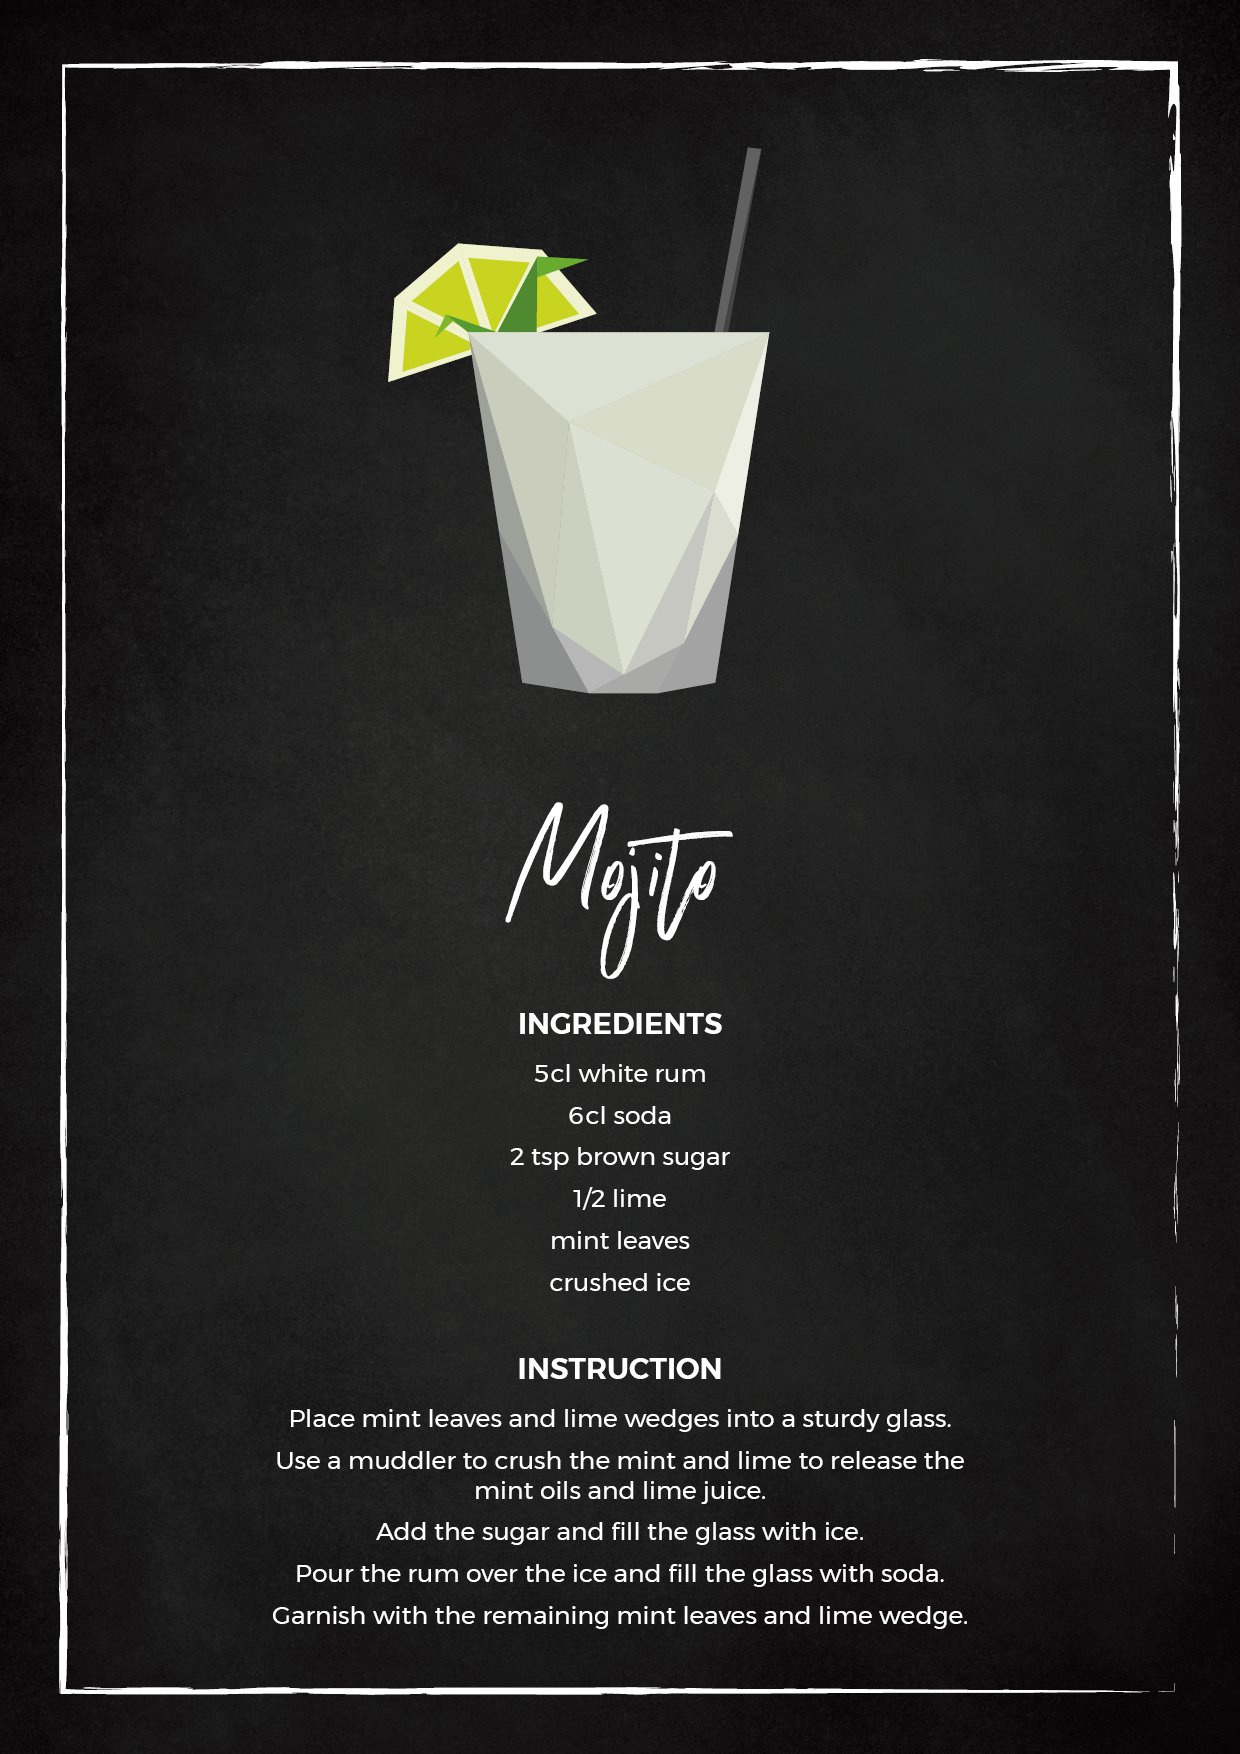 Mojito
INGREDIENTS
5cl white rum
6cl soda
2 tsp brown sugar
1/2 lime
mint leaves
crushed ice
INSTRUCTION
Place mint leaves and lime wedges into a sturdy glass.
Use a muddler to crush the mint and lime to release the
mint oils and lime juice.
Add the sugar and fill the glass with ice.
Pour the rum over the ice and fill the glass with soda.
Garnish with the remaining mint leaves and lime wedge.